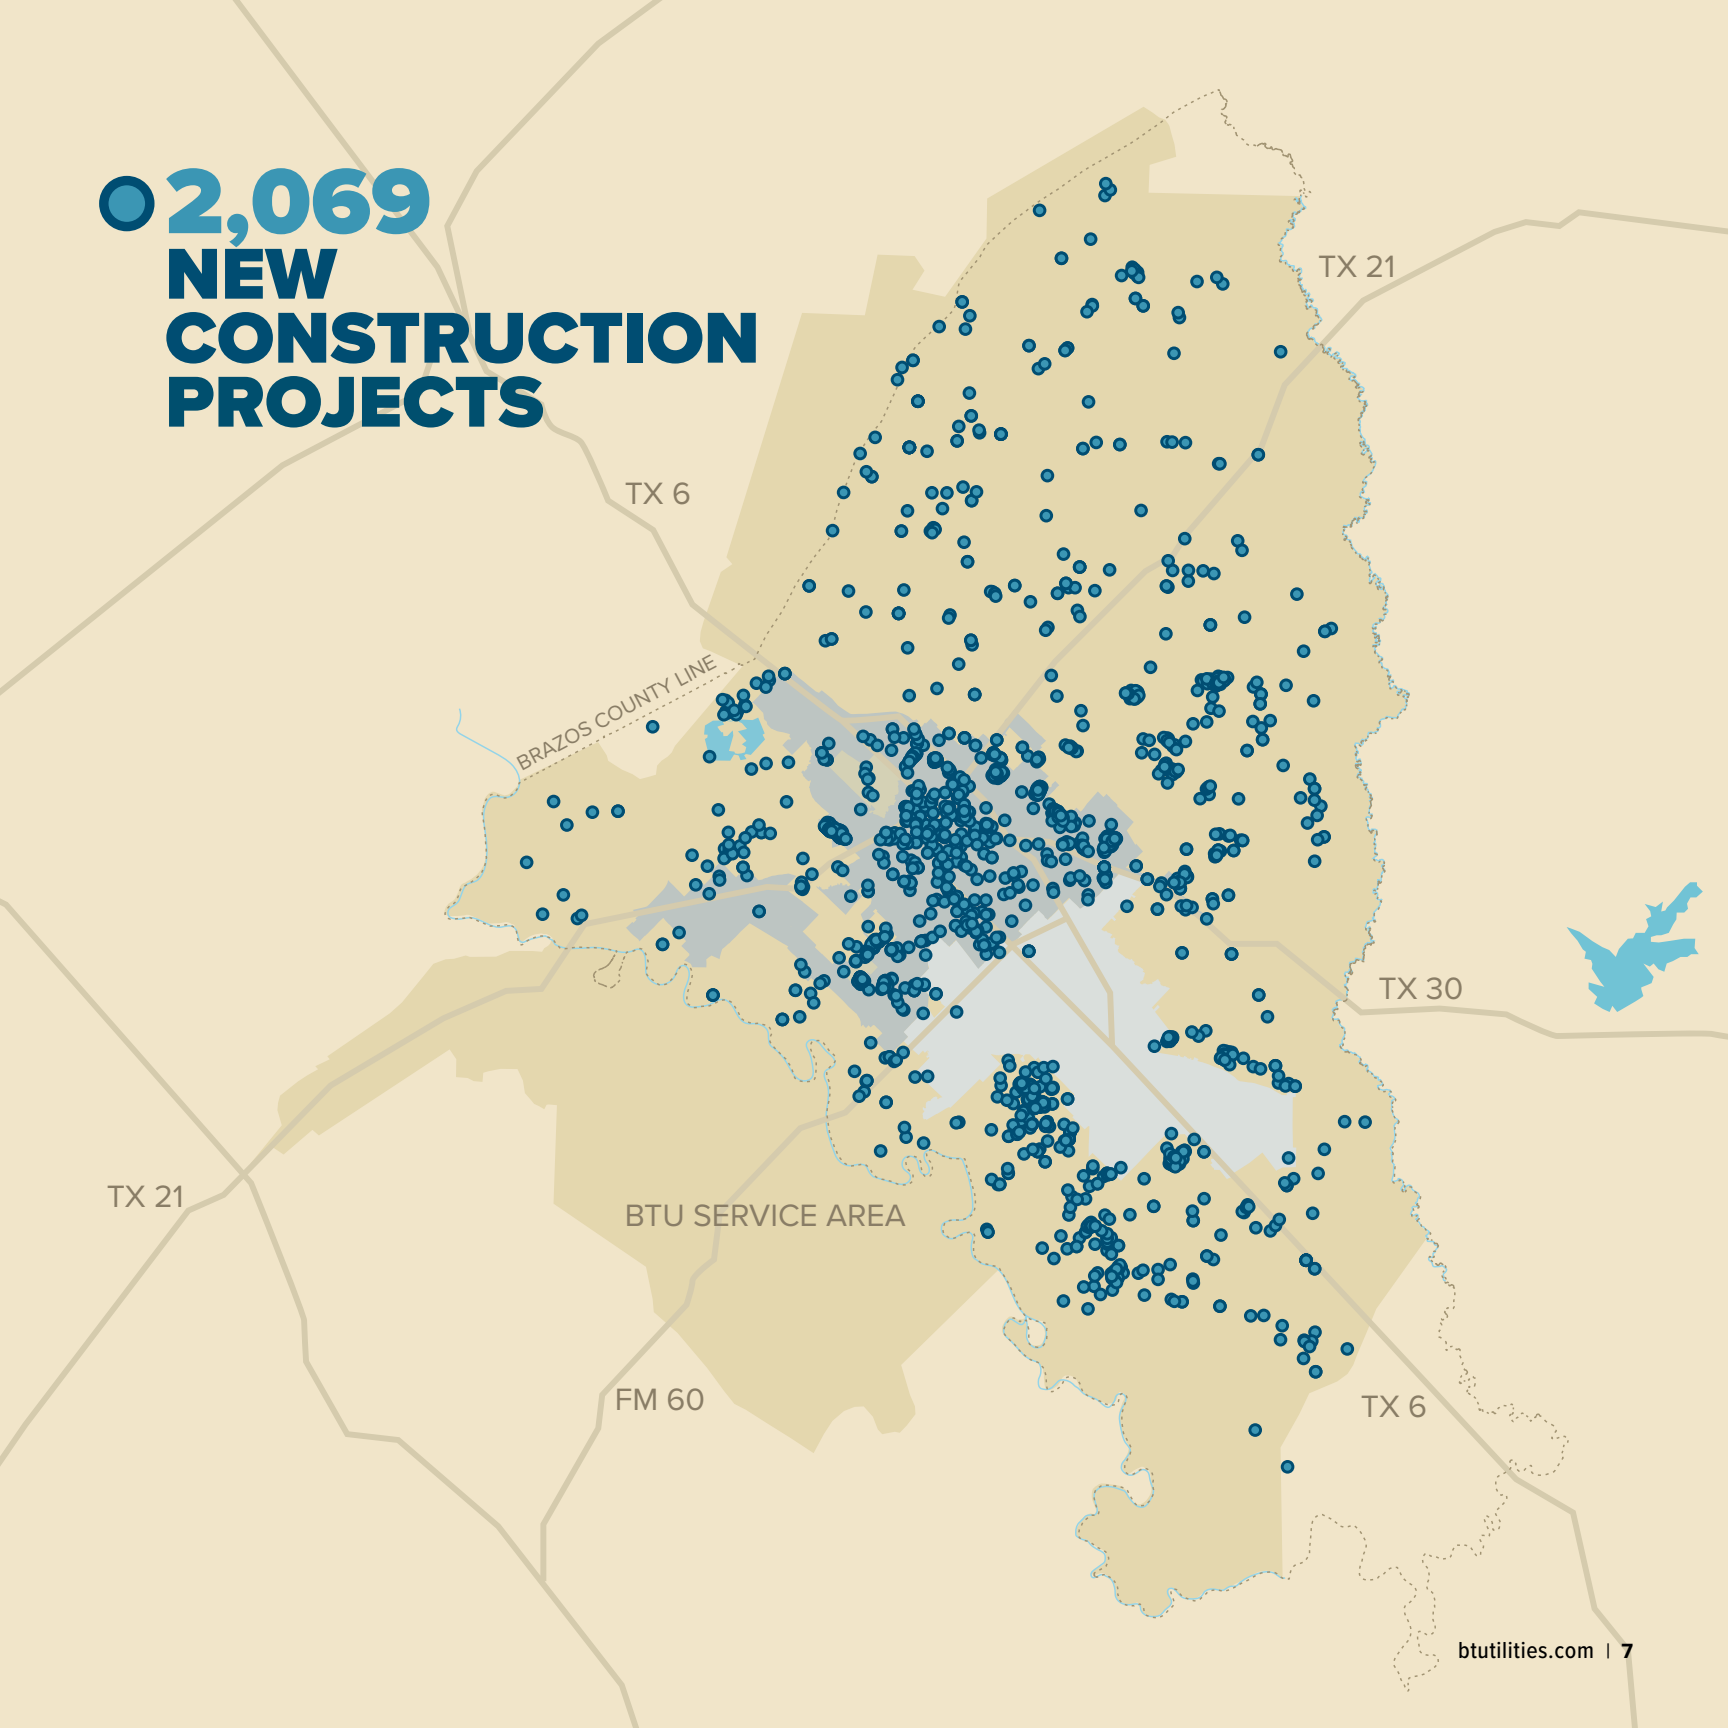 2,069
NEW
CONSTRUCTION
PROJECTS
TX 21
TX 6
BRAZOS COUNTY LINE
TX 30
TX 21
BTU SERVICE AREA
FM 60
TX 6
btutilities.com | 7